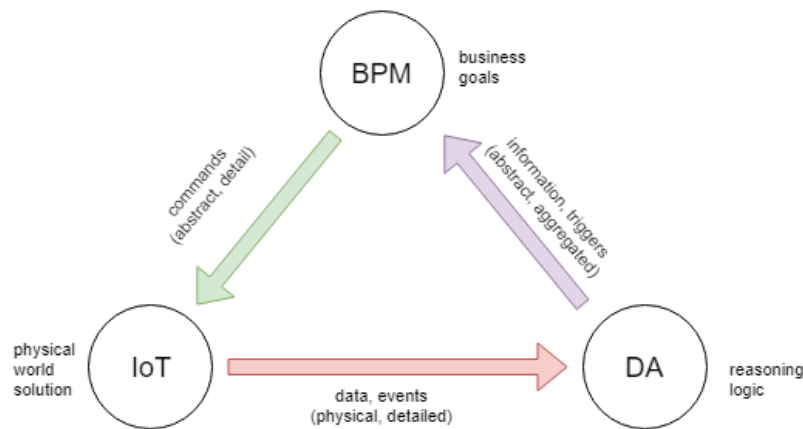 BPM
business
goals
commands
(abstract, detail)
information, triggers
(abstract, aggregated)
physical
world
solution
IoT
data, events
(physical, detailed)
DA
reasoning
logic